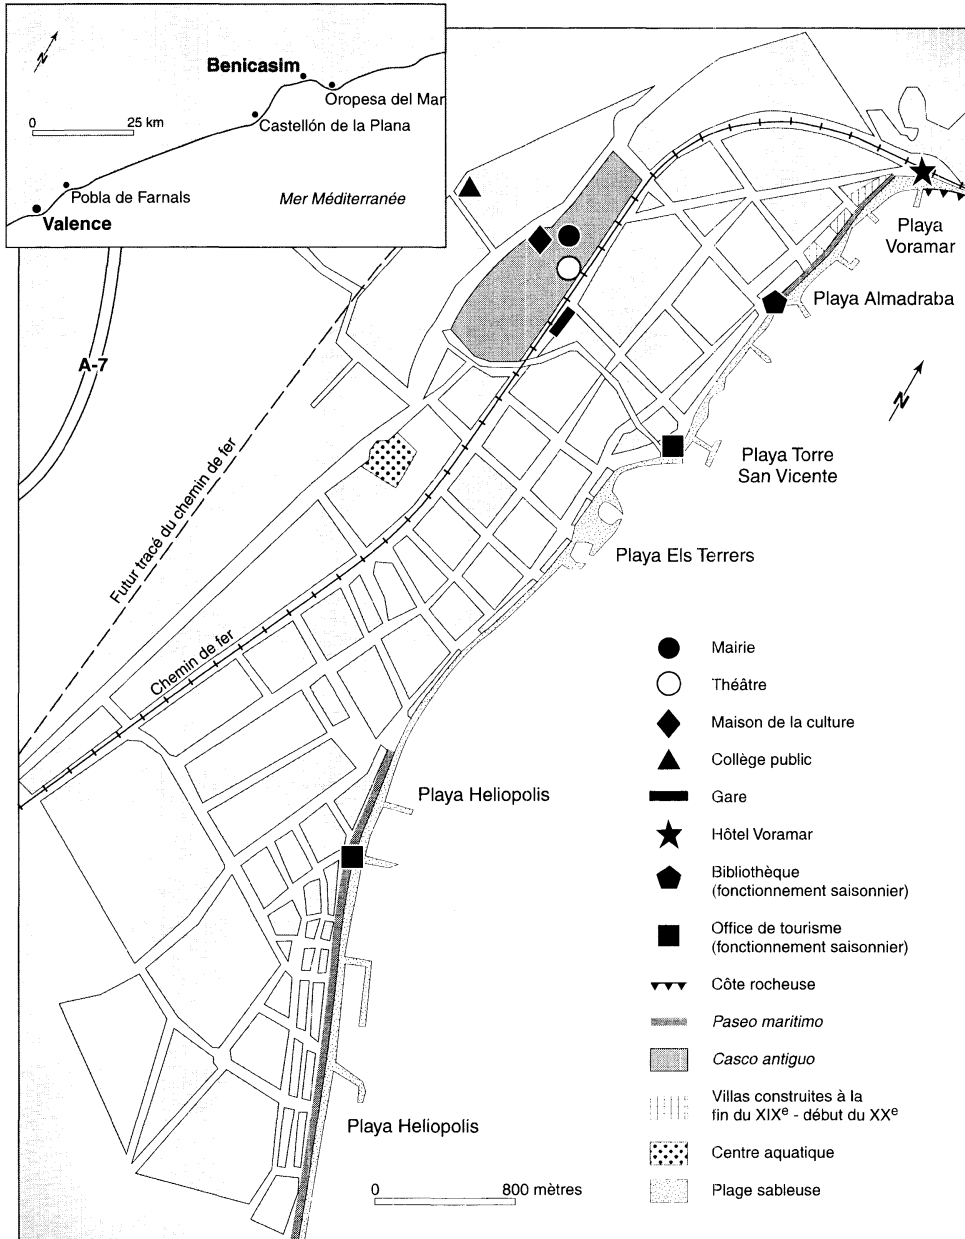 N
Benicasim
Oropesa del Mar
0 25 km
Castellón de la Plana
Pobla de Farnals
Mer Méditerranée
Valence
Playa
Voramar
Playa Almadraba
A-7
N
Futur tracé du chemin de fer
Playa Torre
San Vicente
Playa Els Terrers
Chemin de fer
Playa Heliopolis
Playa Heliopolis
0 800 mètres
Mairie
Théâtre
Maison de la culture
Collège public
Gare
Hôtel Voramar
Bibliothèque
(fonctionnement saisonnier)
Office de tourisme
(fonctionnement saisonnier)
Côte rocheuse
Paseo maritimo
Casco antiguo
Villas construites à la
fin du XIXe - début du XXe
Centre aquatique
Plage sableuse